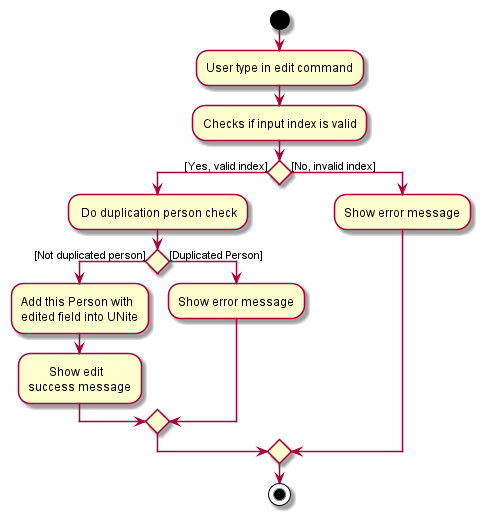 User type in edit command
Checks if input index is valid
[Yes, valid index]
[No, invalid index]
Do duplication person check
Show error message
[Not duplicated person]
[Duplicated Person]
Add this Person with
edited field into UNite
Show error message
Show edit
success message